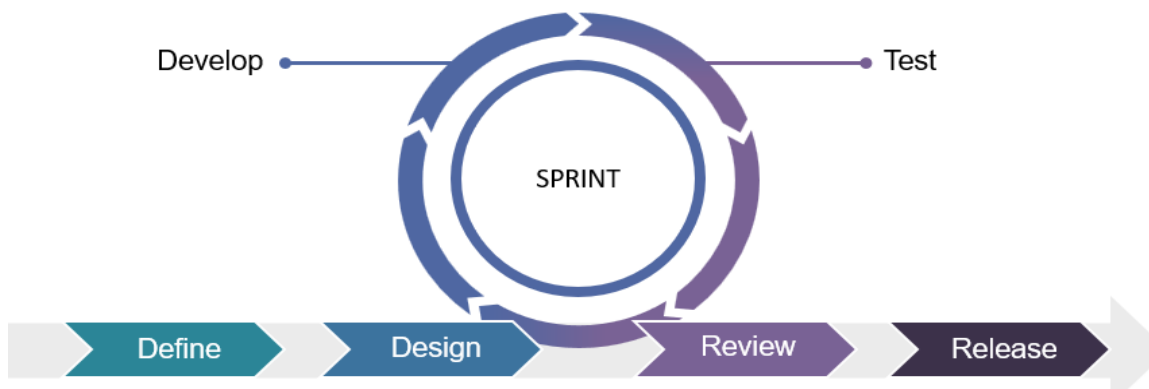 Develop
Test
SPRINT
Define
Design
Review
Release